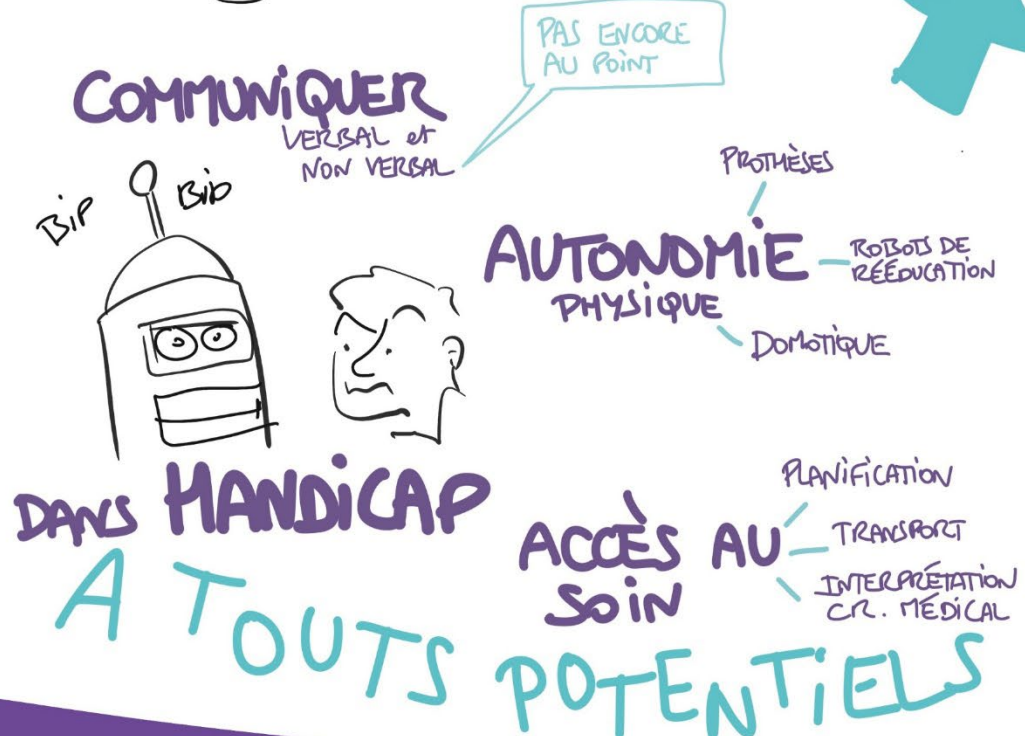 PAS ENCORE
AU POINT
COMMUNIQUER
VERBAL et
NON VERBAL
BIP
BIP
PROTHÈSES
AUTONOMIE
PHYSIQUE
ROBOTS DE
RÉÉDUCATION
DOMOTIQUE
DANS HANDICAP
ACCÈS AU
SOIN
PLANIFICATION
TRANSPORT
INTERPRÉTATION
CR. MÉDICAL
ATOUTS POTENTIELS